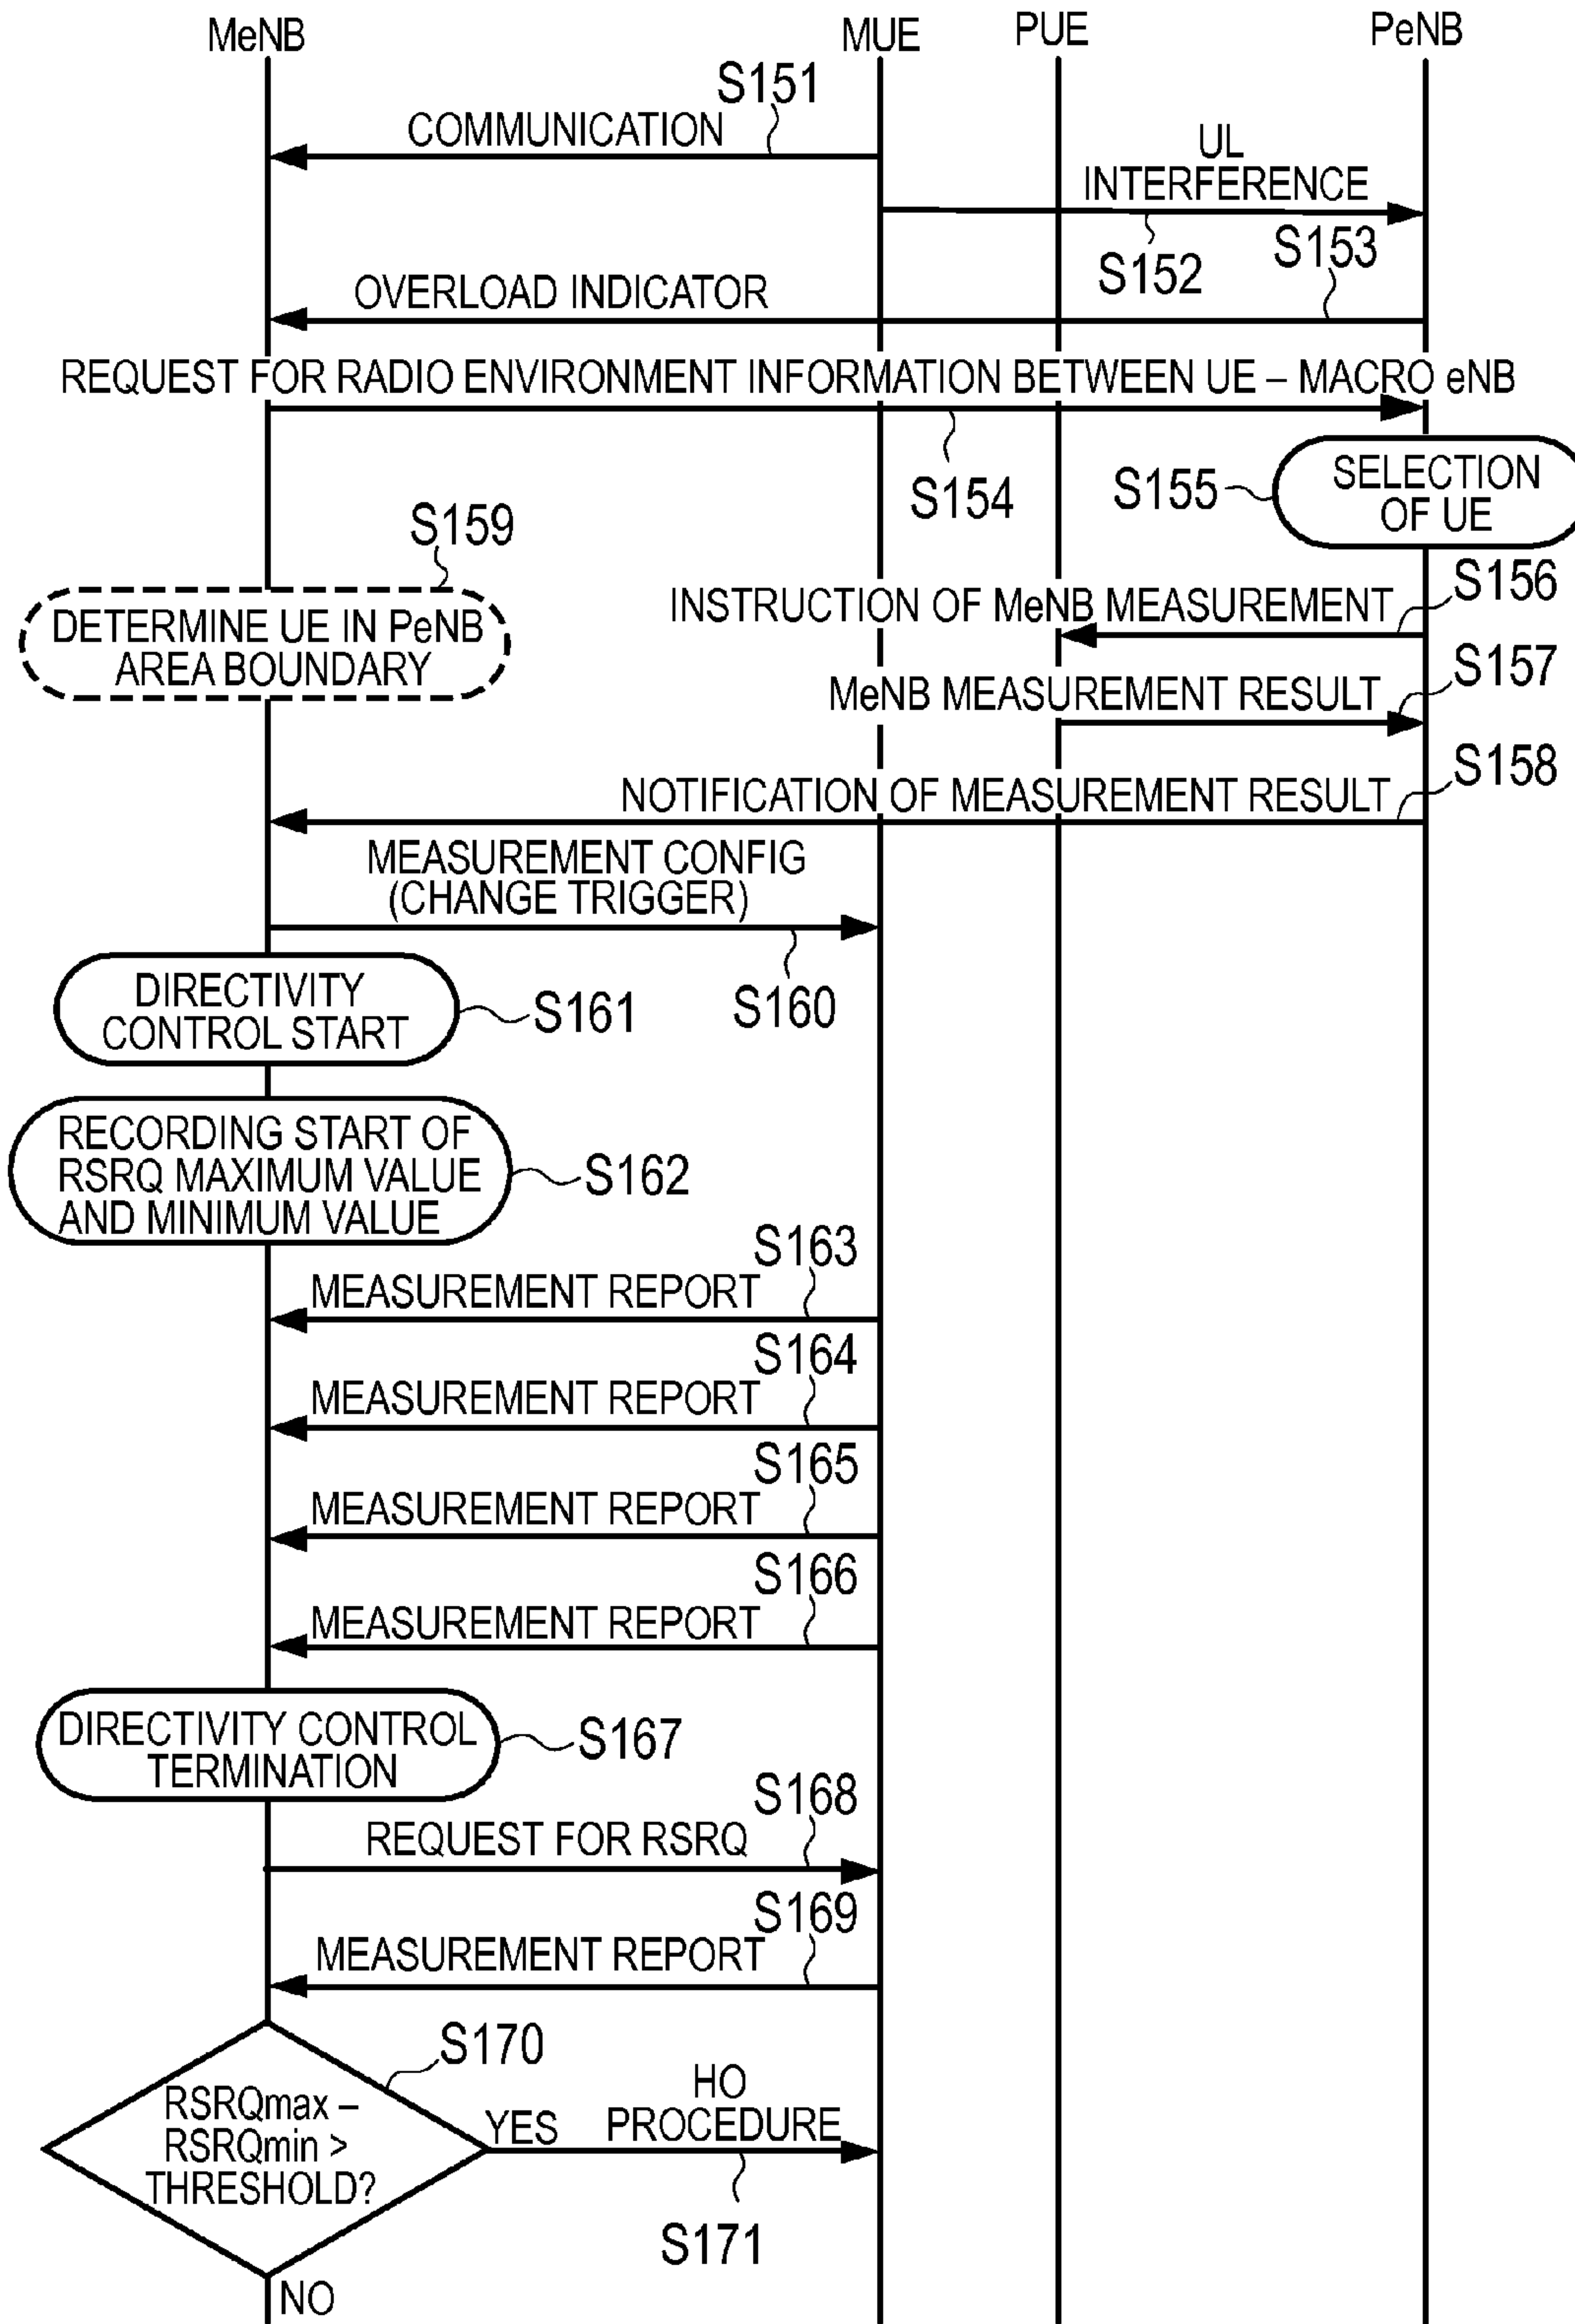 MeNB
MUE
PUE
PeNB
S151
COMMUNICATION
UL
INTERFERENCE
S152
S153
OVERLOAD INDICATOR
REQUEST FOR RADIO ENVIRONMENT INFORMATION BETWEEN UE – MACRO eNB
S154
S155
SELECTION
OF UE
S159
DETERMINE UE IN PeNB
AREA BOUNDARY
S156
INSTRUCTION OF MeNB MEASUREMENT
S157
MeNB MEASUREMENT RESULT
S158
NOTIFICATION OF MEASUREMENT RESULT
MEASUREMENT CONFIG
(CHANGE TRIGGER)
S160
DIRECTIVITY
CONTROL START
S161
RECORDING START OF
RSRQ MAXIMUM VALUE
AND MINIMUM VALUE
S162
S163
MEASUREMENT REPORT
S164
MEASUREMENT REPORT
S165
MEASUREMENT REPORT
S166
MEASUREMENT REPORT
DIRECTIVITY CONTROL
TERMINATION
S167
S168
REQUEST FOR RSRQ
S169
MEASUREMENT REPORT
S170
RSRQmax –
RSRQmin >
THRESHOLD?
YES
HO
PROCEDURE
S171
NO